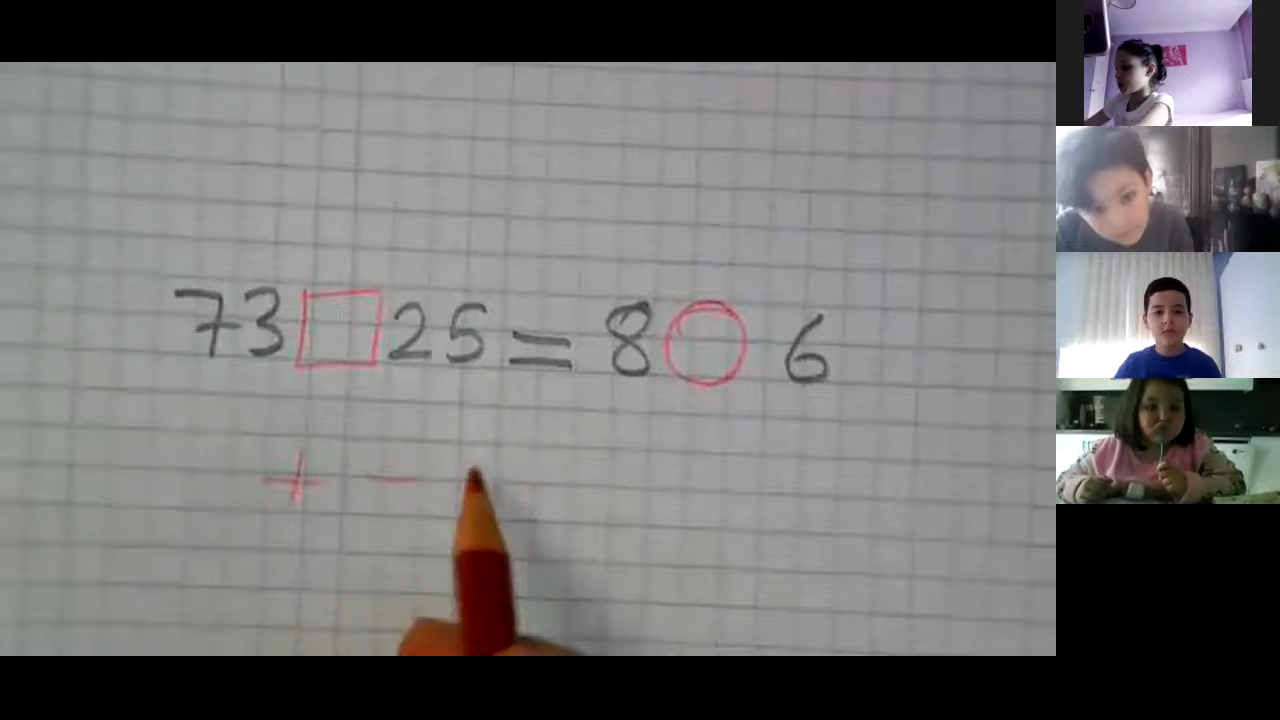 73 □ 25 = 8 ○ 6
+ -